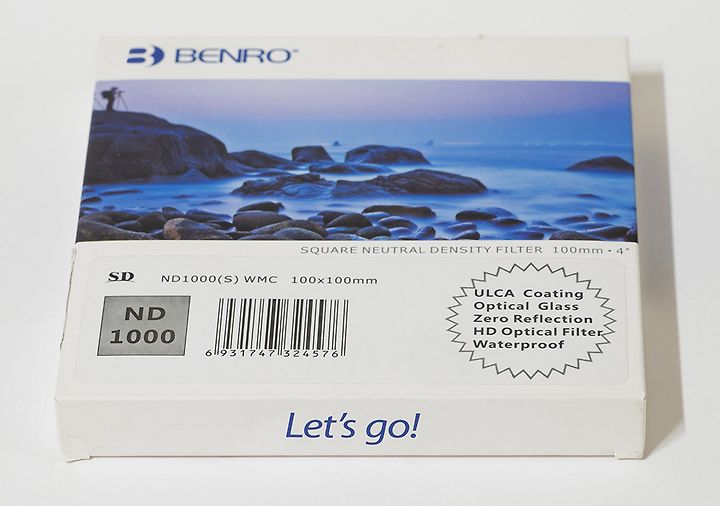 BENRO®
SQUARE NEUTRAL DENSITY FILTER 100mm • 4"
SD ND1000(S) WMC 100x100mm
ND
1000
6 931747 324576
ULCA Coating
Optical Glass
Zero Reflection
HD Optical Filter
Waterproof
Let's go!